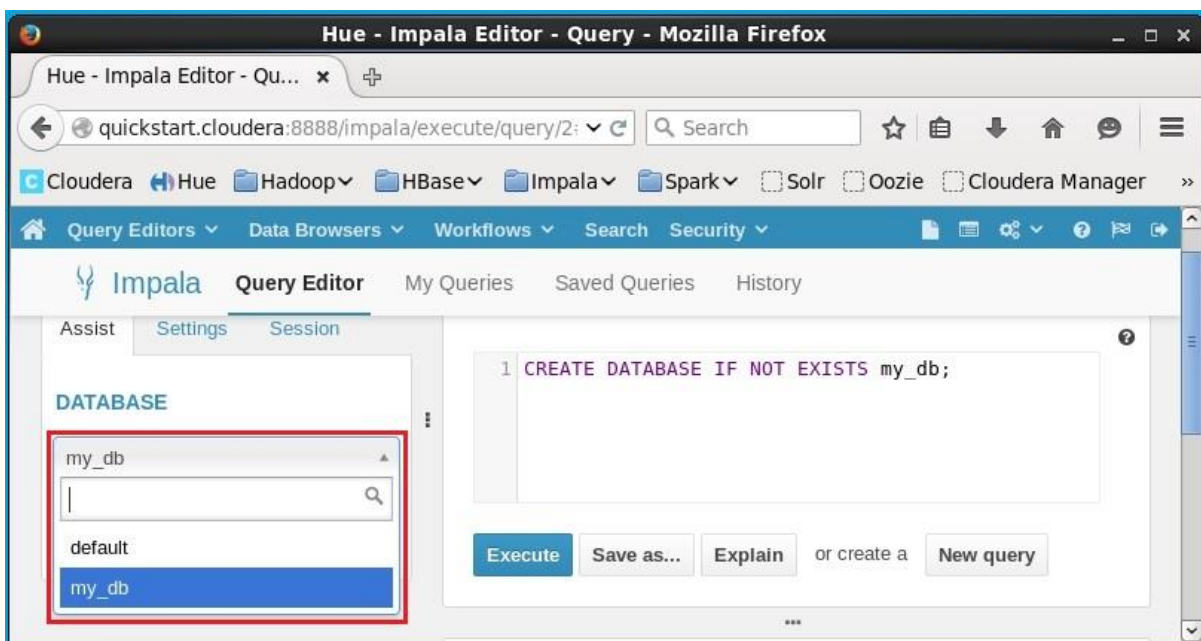 Hue - Impala Editor - Query - Mozilla Firefox
Hue - Impala Editor - Qu...
quickstart.cloudera:8888/impala/execute/query/2
Search
Cloudera Hue Hadoop HBase Impala Spark Solr Oozie Cloudera Manager »
Query Editors Data Browsers Workflows Search Security
Impala Query Editor My Queries Saved Queries History
Assist Settings Session
1 CREATE DATABASE IF NOT EXISTS my_db;
DATABASE
my_db
default
my_db
Execute Save as... Explain or create a New query